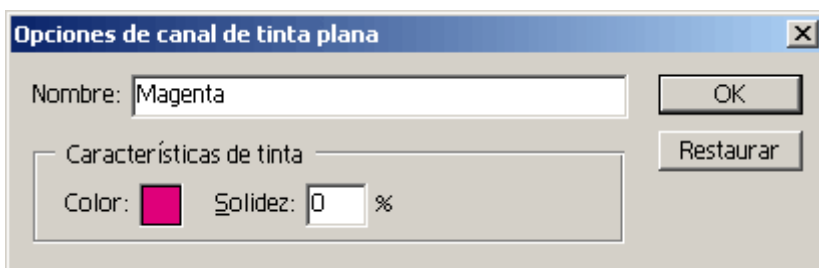 Opciones de canal de tinta plana
Nombre: Magenta
OK
Restaurar
Características de tinta
Color: Solidez: 0 %